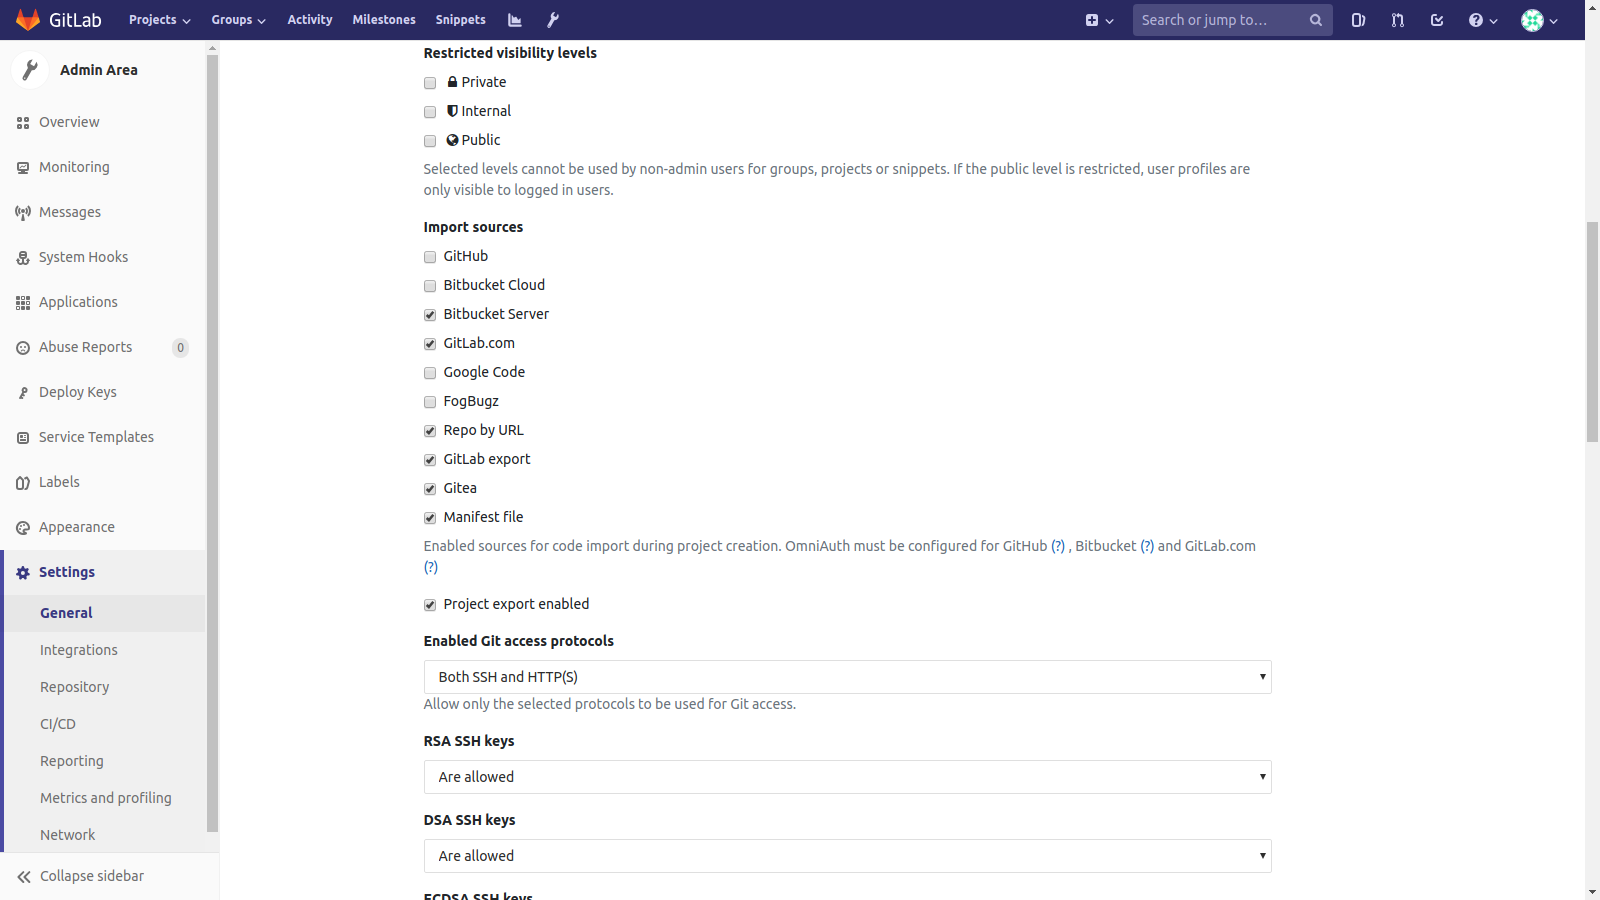 GitLab Projects Groups Activity Milestones Snippets Search or jump to...
Admin Area
Overview
Monitoring
Messages
System Hooks
Applications
Abuse Reports 0
Deploy Keys
Service Templates
Labels
Appearance
Settings
General
Integrations
Repository
CI/CD
Reporting
Metrics and profiling
Network
Collapse sidebar
Restricted visibility levels
Private
Internal
Public
Selected levels cannot be used by non-admin users for groups, projects or snippets. If the public level is restricted, user profiles are
only visible to logged in users.
Import sources
GitHub
Bitbucket Cloud
Bitbucket Server
GitLab.com
Google Code
FogBugz
Repo by URL
GitLab export
Gitea
Manifest file
Enabled sources for code import during project creation. OmniAuth must be configured for GitHub (?) , Bitbucket (?) and GitLab.com
(?)
Project export enabled
Enabled Git access protocols
Both SSH and HTTP(S)
Allow only the selected protocols to be used for Git access.
RSA SSH keys
Are allowed
DSA SSH keys
Are allowed
ECDSA SSH keys